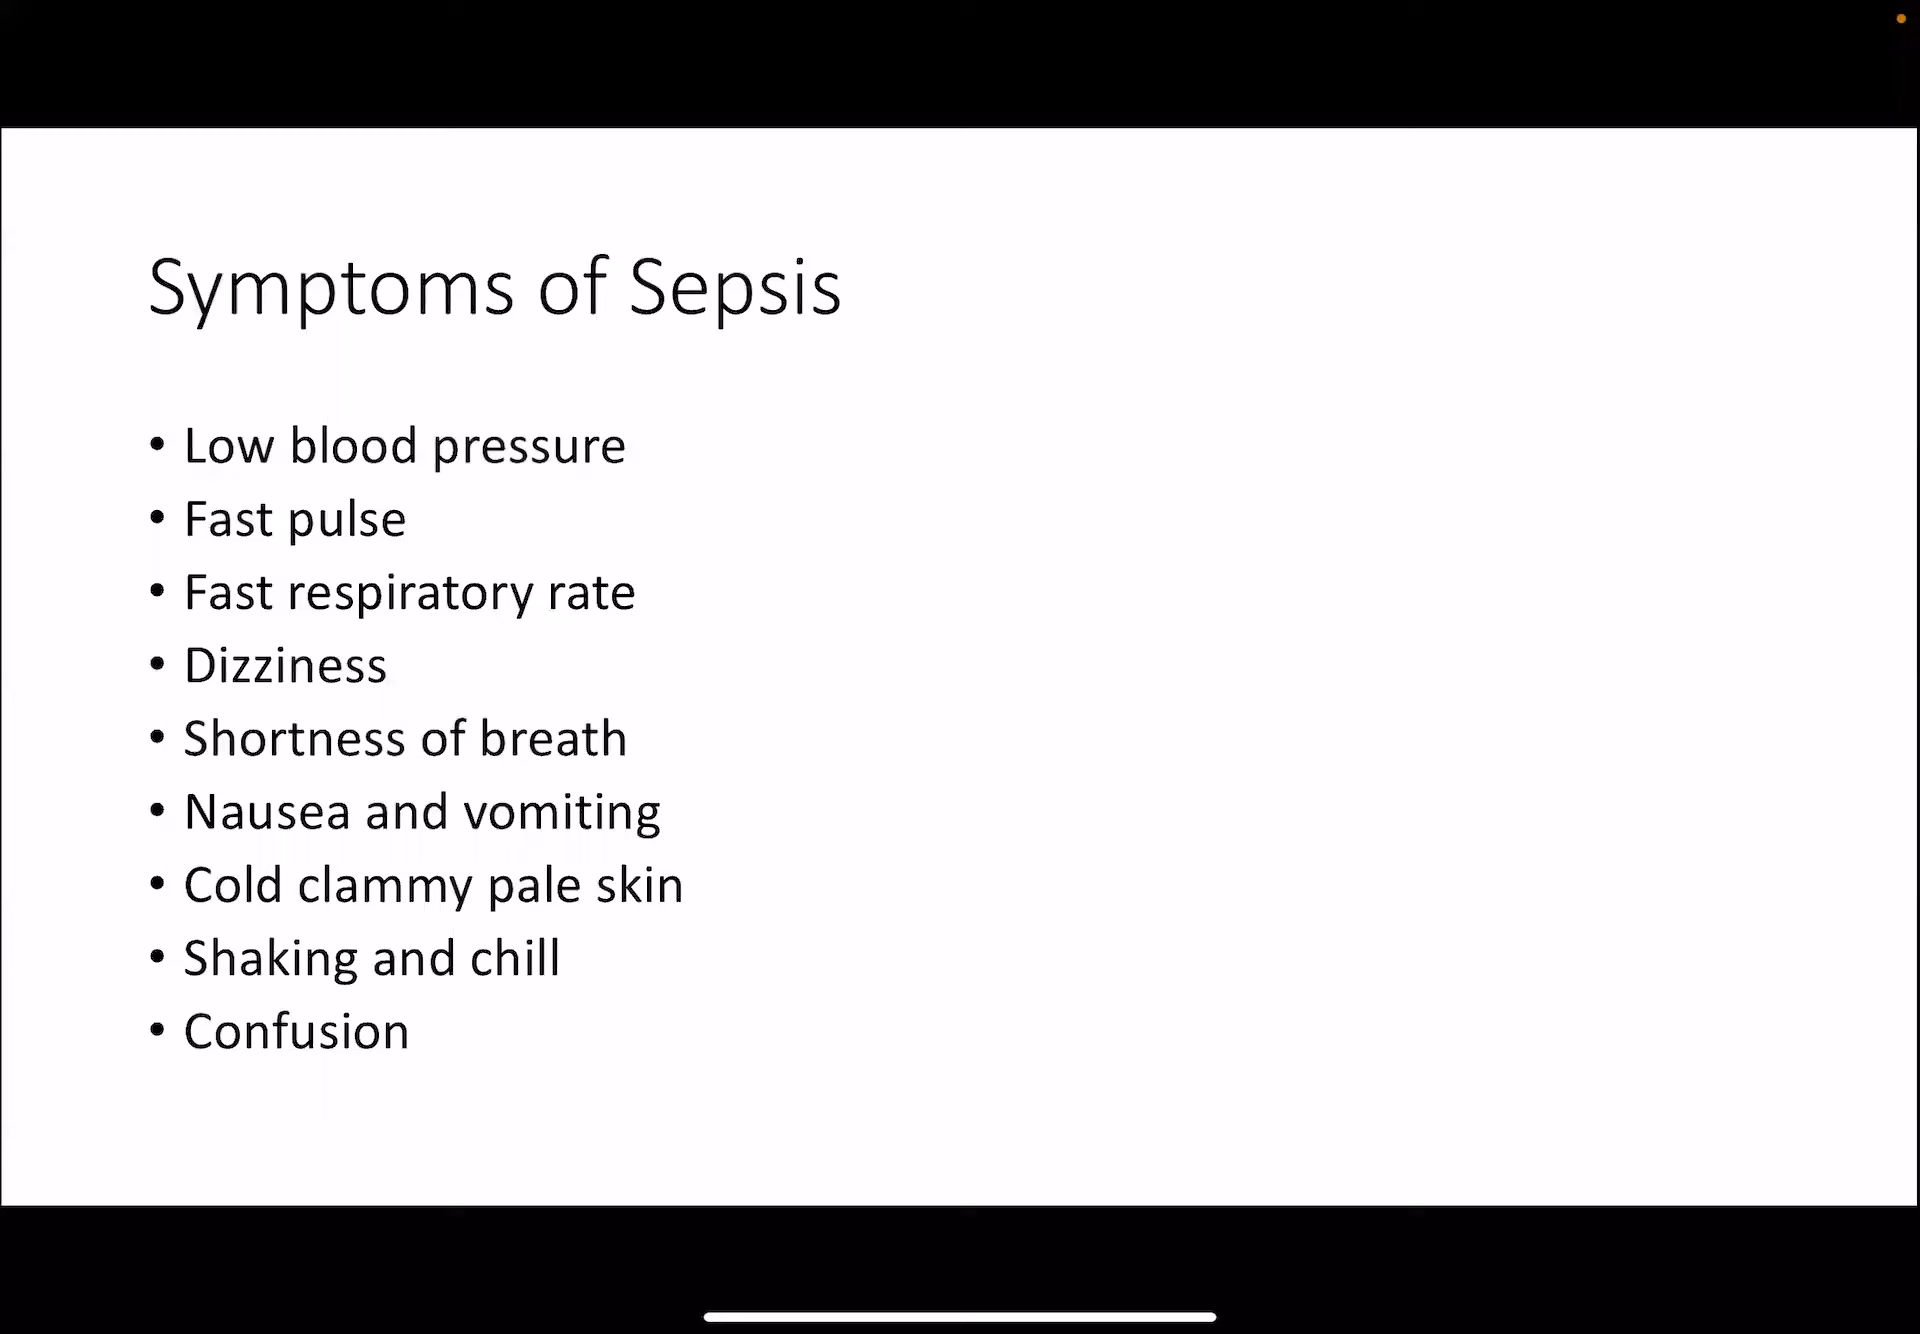 Symptoms of Sepsis
• Low blood pressure
• Fast pulse
• Fast respiratory rate
• Dizziness
• Shortness of breath
• Nausea and vomiting
• Cold clammy pale skin
• Shaking and chill
• Confusion